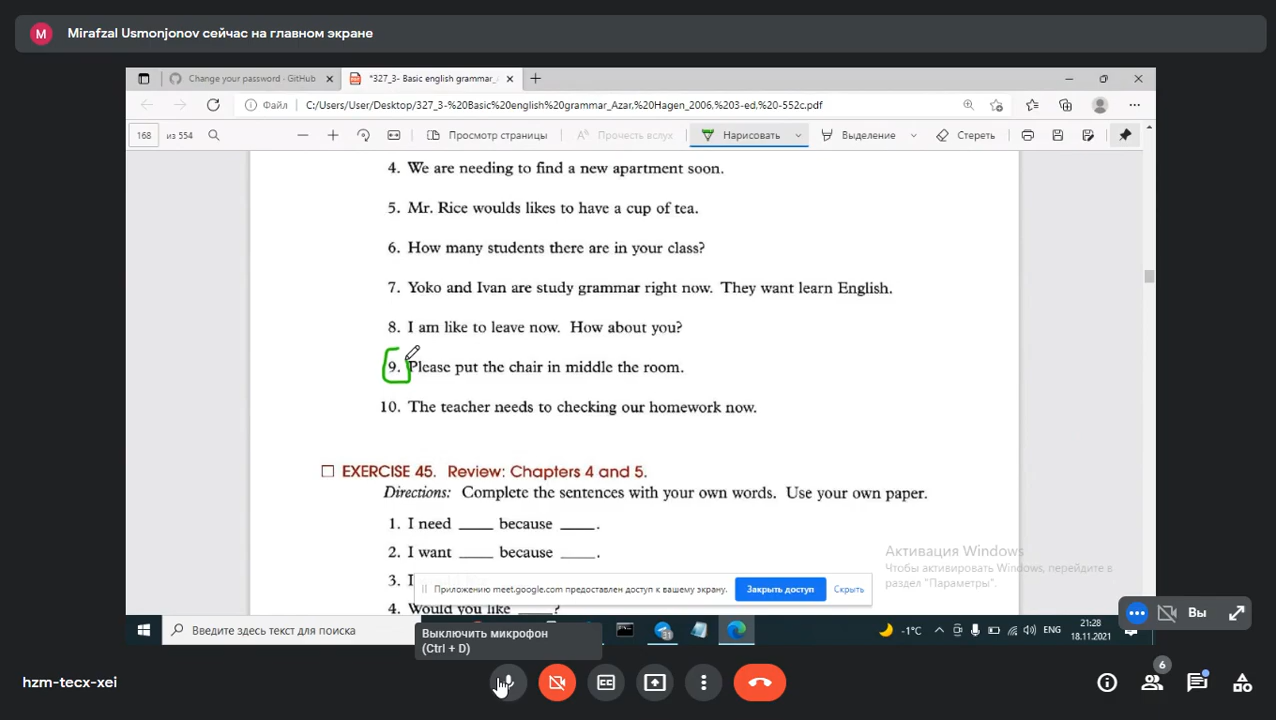 M Mirafzal Usmonjonov сейчас на главном экране
Change your password · GitHub
*327_3- Basic english grammar_
Файл C:/Users/User/Desktop/327_3-%20Basic%20english%20grammar_Azar,%20Hagen_2006.%203-ed,%20-552c.pdf
168 из 554 Просмотр страницы Прочесть вслух Нарисовать Выделение Стереть
4. We are needing to find a new apartment soon.
5. Mr. Rice woulds likes to have a cup of tea.
6. How many students there are in your class?
7. Yoko and Ivan are study grammar right now. They want learn English.
8. I am like to leave now. How about you?
9. Please put the chair in middle the room.
10. The teacher needs to checking our homework now.
EXERCISE 45. Review: Chapters 4 and 5.
Directions: Complete the sentences with your own words. Use your own paper.
1. I need ____ because ____.
2. I want ____ because ____.
Активация Windows
Чтобы активировать Windows, перейдите в
раздел "Параметры".
3. I
Приложению meet.google.com предоставлен доступ к вашему экрану. Закрыть доступ Скрыть
4. Would you like ____?
Вы
Введите здесь текст для поиска
31
-1°C ENG 21:28
18.11.2021
Выключить микрофон
(Ctrl + D)
hzm-tecx-xei
6